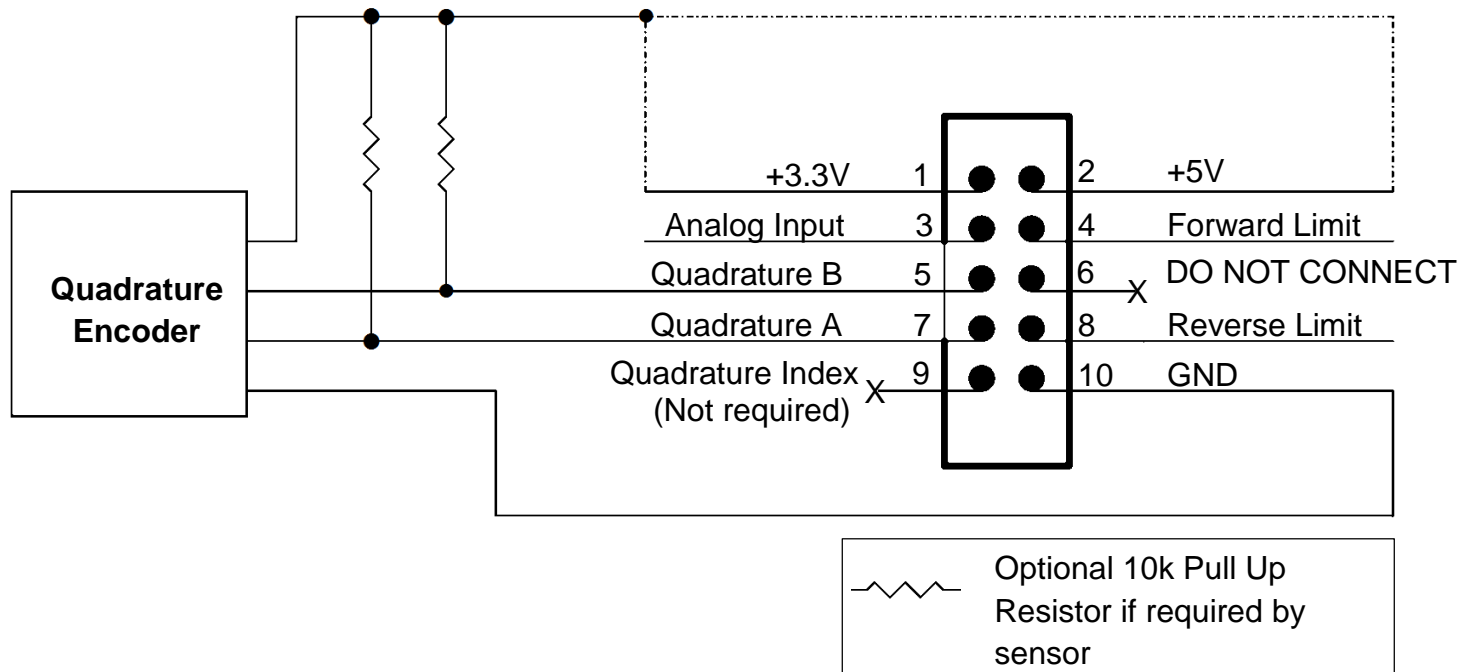 +3.3V 1 2 +5V
Analog Input 3 4 Forward Limit
Quadrature B 5 6 X DO NOT CONNECT
Quadrature
Encoder
Quadrature A 7 8 Reverse Limit
Quadrature Index X 9 10 GND
(Not required)
Optional 10k Pull Up
Resistor if required by
sensor